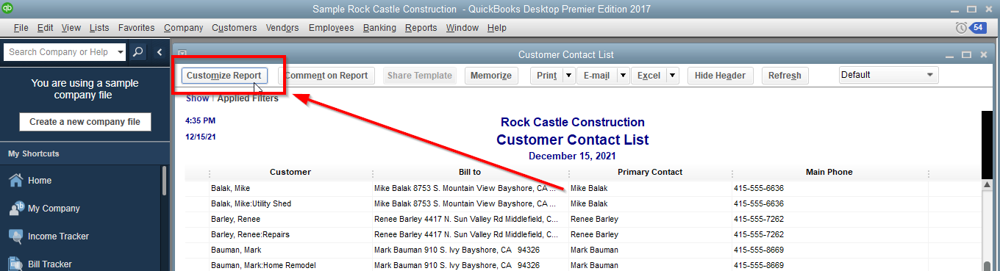 qb
Sample Rock Castle Construction - QuickBooks Desktop Premier Edition 2017
File Edit View Lists Favorites Company Customers Vendors Employees Banking Reports Window Help 54
Search Company or Help
Customer Contact List
Customize Report Comment on Report Share Template Memorize Print E-mail Excel Hide Header Refresh Default
You are using a sample
company file
Create a new company file
Show Applied Filters
4:35 PM
12/15/21
Rock Castle Construction
Customer Contact List
December 15, 2021
My Shortcuts
Home
qb My Company
Income Tracker
Bill Tracker
Customer Bill to Primary Contact Main Phone
Balak, Mike Mike Balak 8753 S. Mountain View Bayshore, CA ... Mike Balak 415-555-6636
Balak, Mike:Utility Shed Mike Balak 8753 S. Mountain View Bayshore, CA ... Mike Balak 415-555-6636
Barley, Renee Renee Barley 4417 N. Sun Valley Rd Middlefield, C... Renee Barley 415-555-7262
Barley, Renee:Repairs Renee Barley 4417 N. Sun Valley Rd Middlefield, C... Renee Barley 415-555-7262
Bauman, Mark Mark Bauman 910 S. Ivy Bayshore, CA 94326 Mark Bauman 415-555-8669
Bauman, Mark:Home Remodel Mark Bauman 910 S. Ivy Bayshore, CA 94326 Mark Bauman 415-555-8669